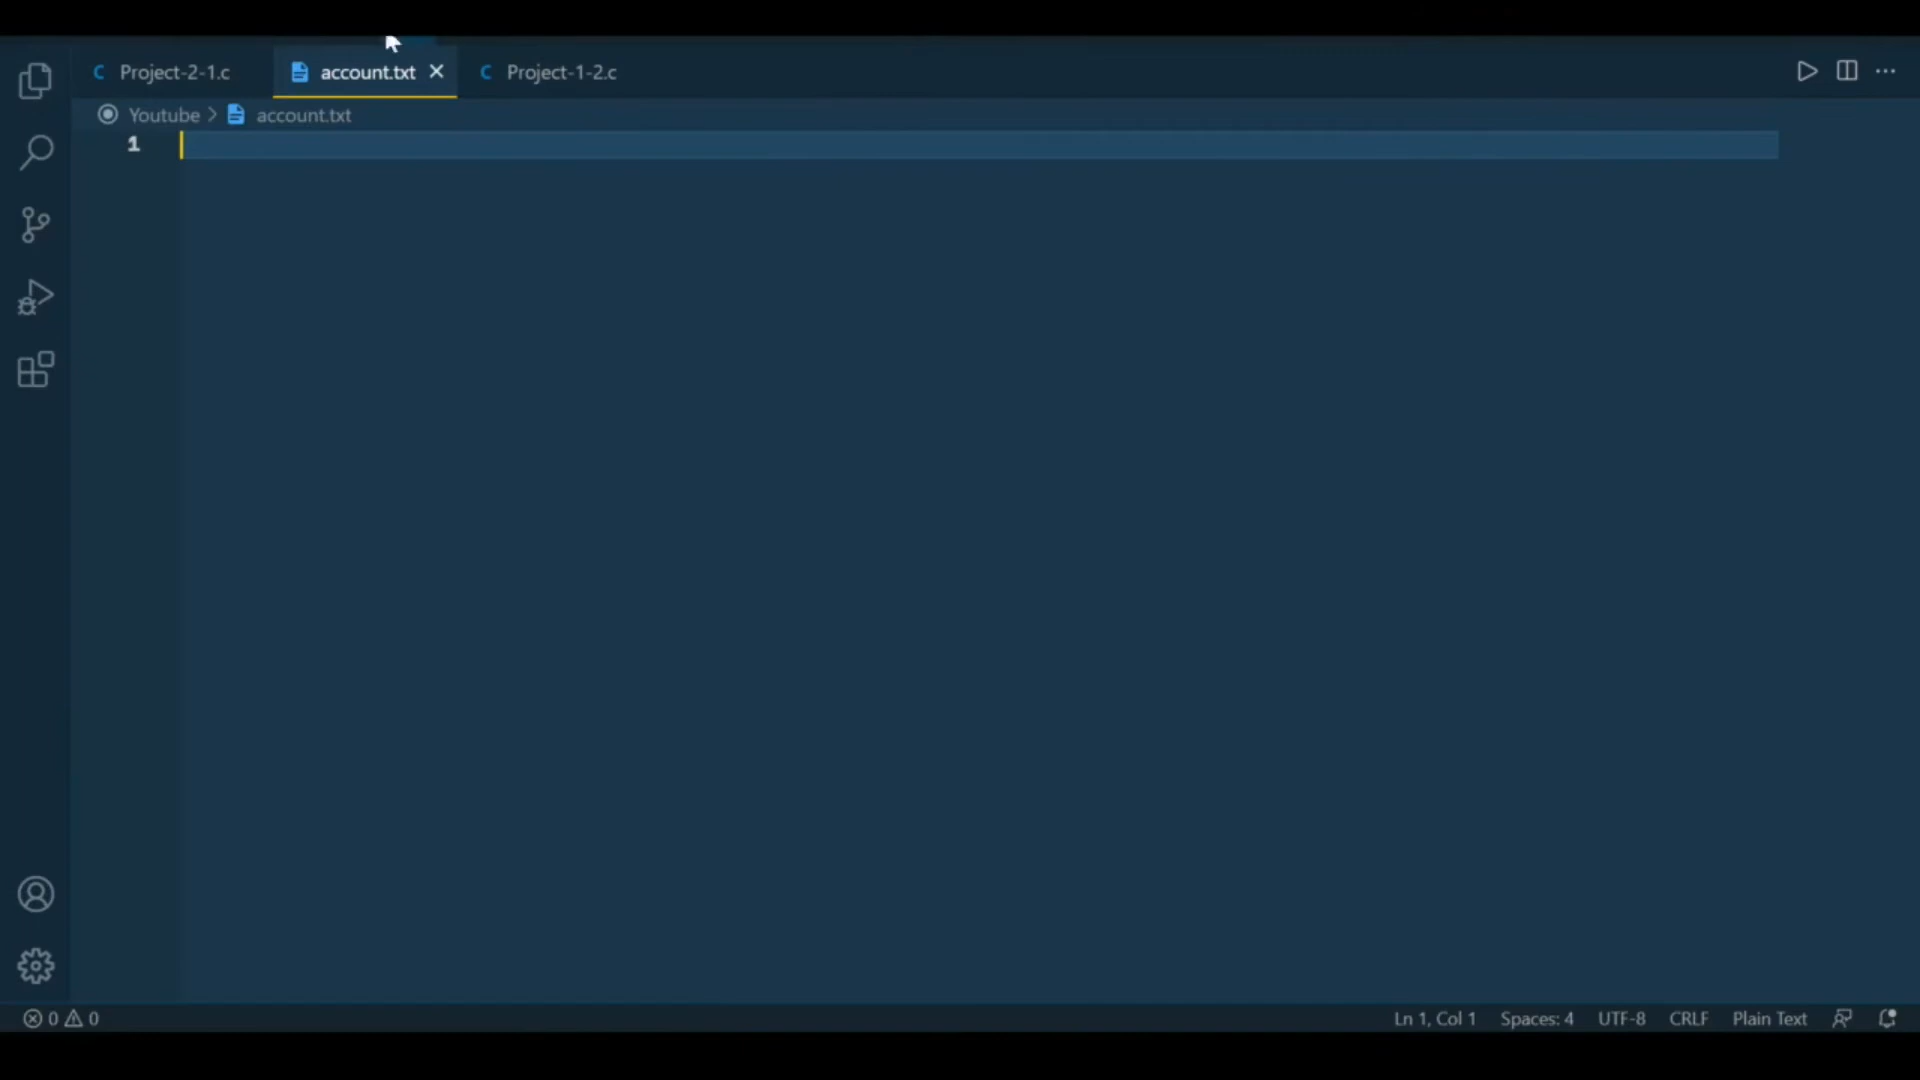 C Project-2-1.c account.txt C Project-1-2.c
Youtube > account.txt
1
0 0 Ln 1, Col 1 Spaces: 4 UTF-8 CRLF Plain Text